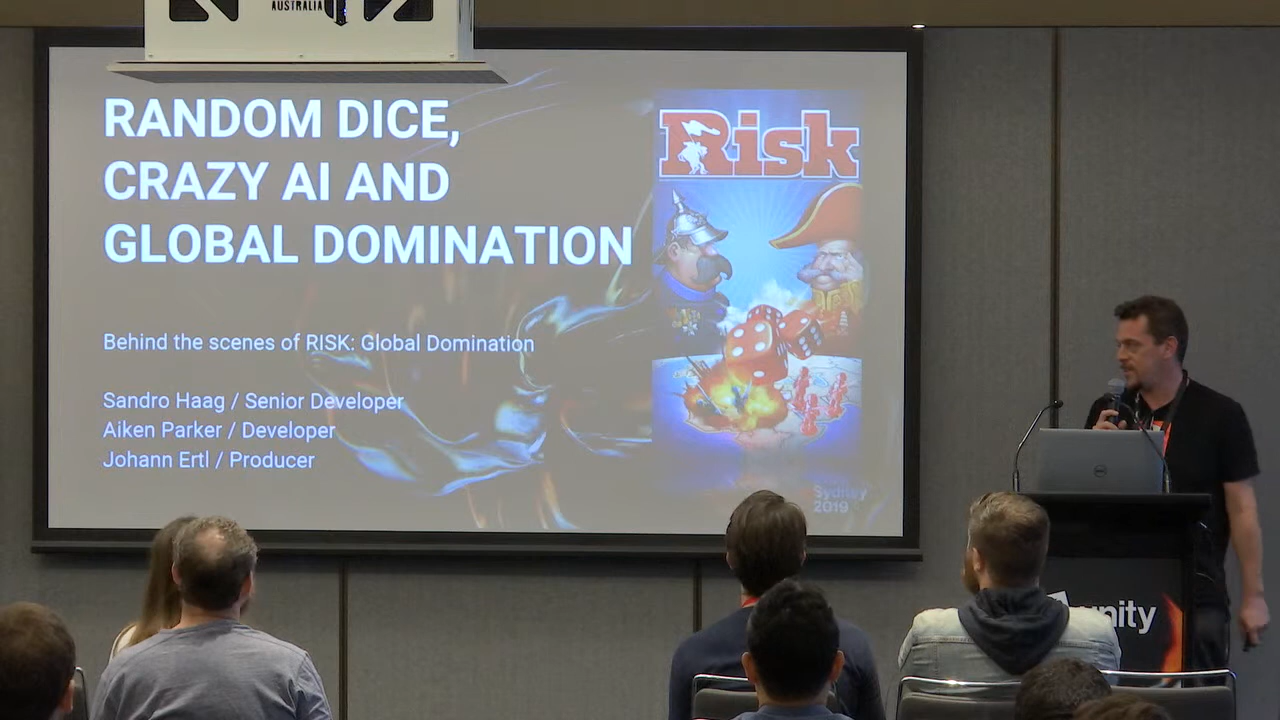 AUSTRALIA
RANDOM DICE,
CRAZY AI AND
GLOBAL DOMINATION
Risk
Behind the scenes of RISK: Global Domination
Sandro Haag / Senior Developer
Aiken Parker / Developer
Johann Ertl / Producer
Sydney
2019
DELL
unity